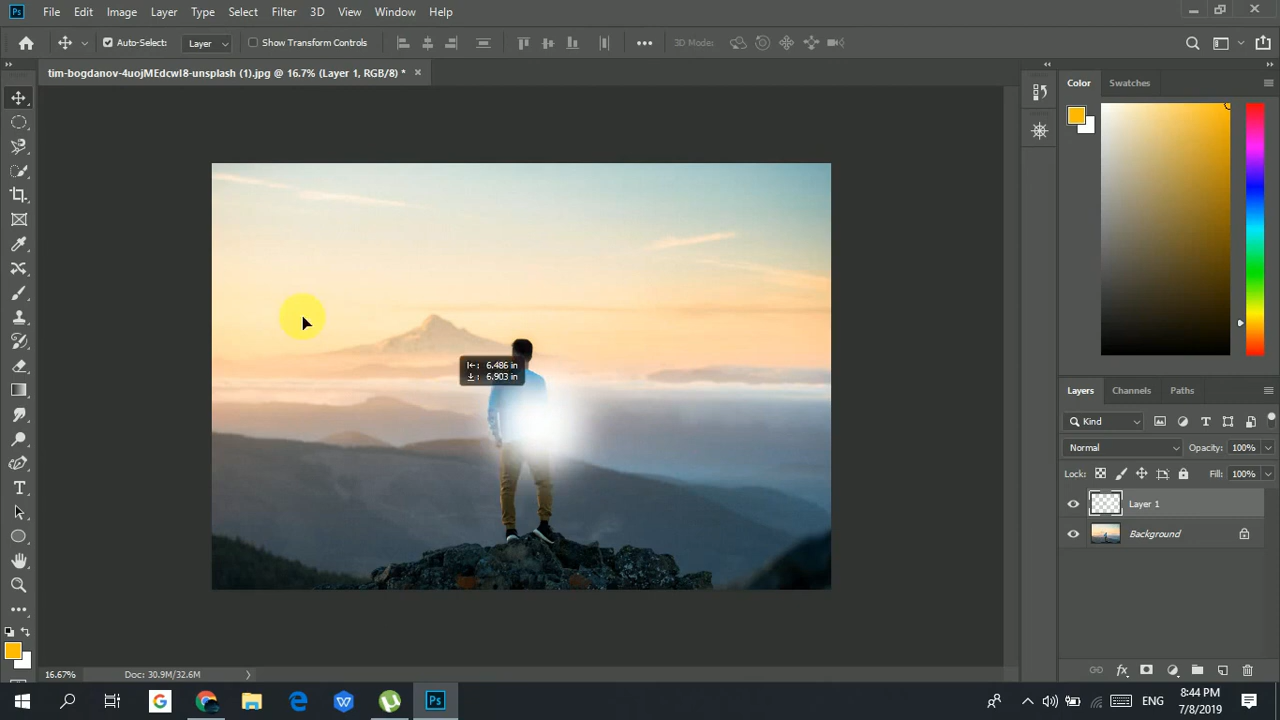 Ps File Edit Image Layer Type Select Filter 3D View Window Help
Auto-Select: Layer Show Transform Controls 3D Mode:
tim-bogdanov-4uojMEdcwI8-unsplash (1).jpg @ 16.7% (Layer 1, RGB/8) *
Color Swatches
6.486 in
6.903 in
Layers Channels Paths
Kind
Normal Opacity: 100%
Lock: Fill: 100%
Layer 1
Background
16.67% Doc: 30.9M/32.6M
G W Ps ENG 8:44 PM
7/8/2019